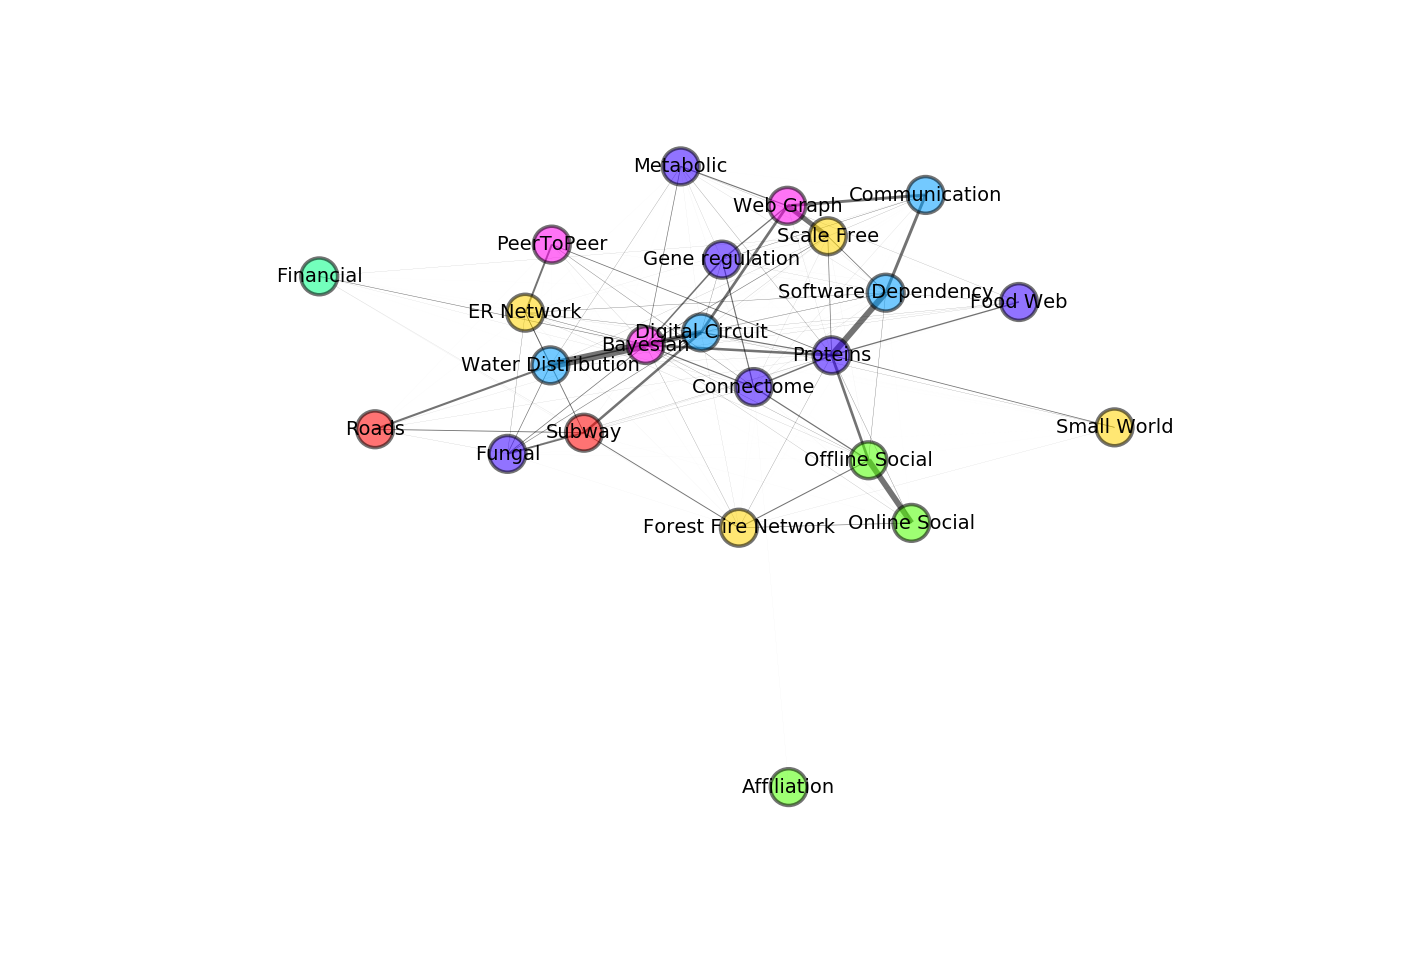 Metabolic
Communication
Web Graph
Scale Free
PeerToPeer
Gene regulation
Financial
Software Dependency
Food Web
ER Network
Digital Circuit
Bayesian
Proteins
Water Distribution
Connectome
Roads
Subway
Small World
Fungal
Offline Social
Forest Fire Network
Online Social
Affiliation